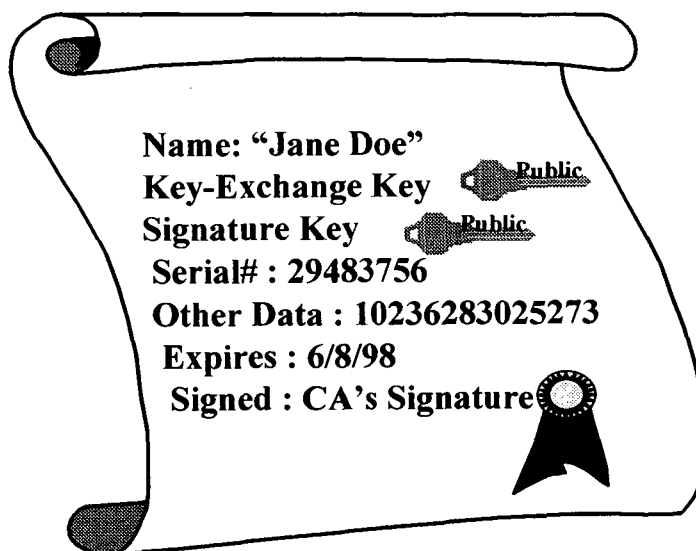 Name: “Jane Doe”
Key-Exchange Key Public
Signature Key Public
Serial# : 29483756
Other Data : 10236283025273
Expires : 6/8/98
Signed : CA's Signature